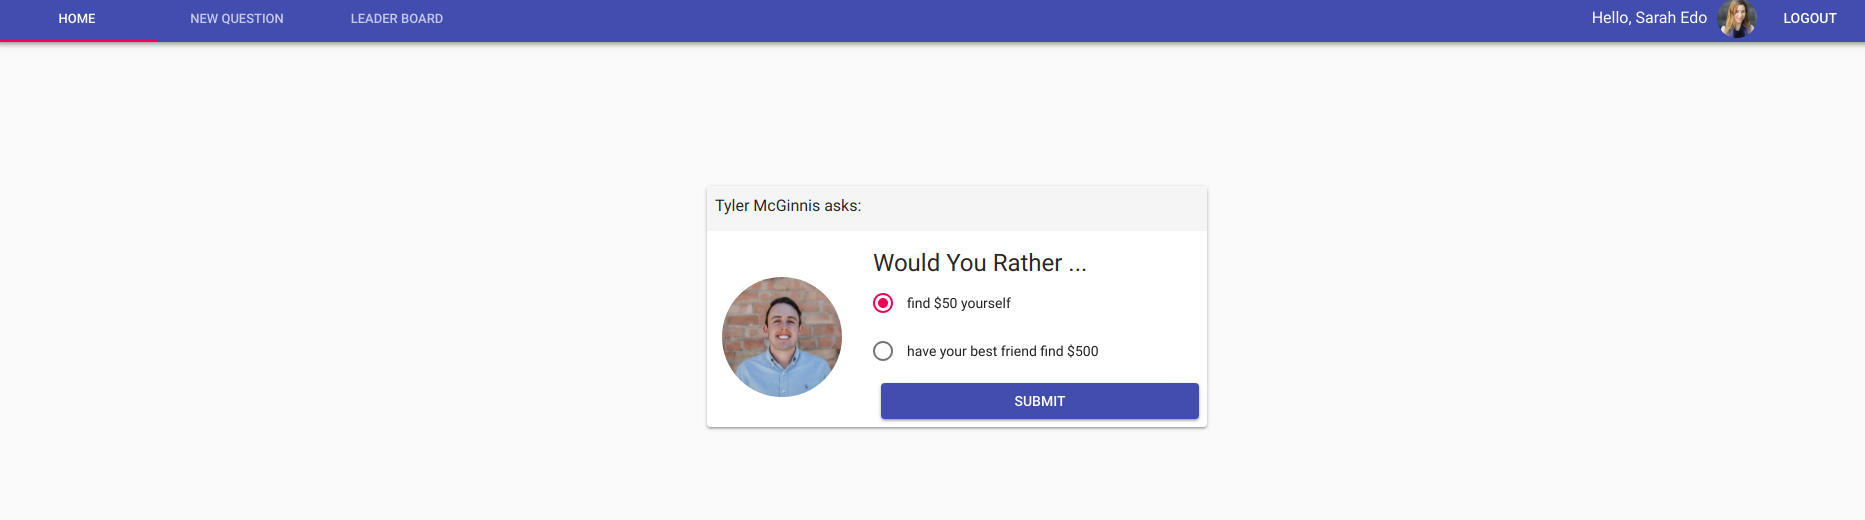 HOME NEW QUESTION LEADER BOARD Hello, Sarah Edo LOGOUT
Tyler McGinnis asks:
Would You Rather ...
find $50 yourself
have your best friend find $500
SUBMIT